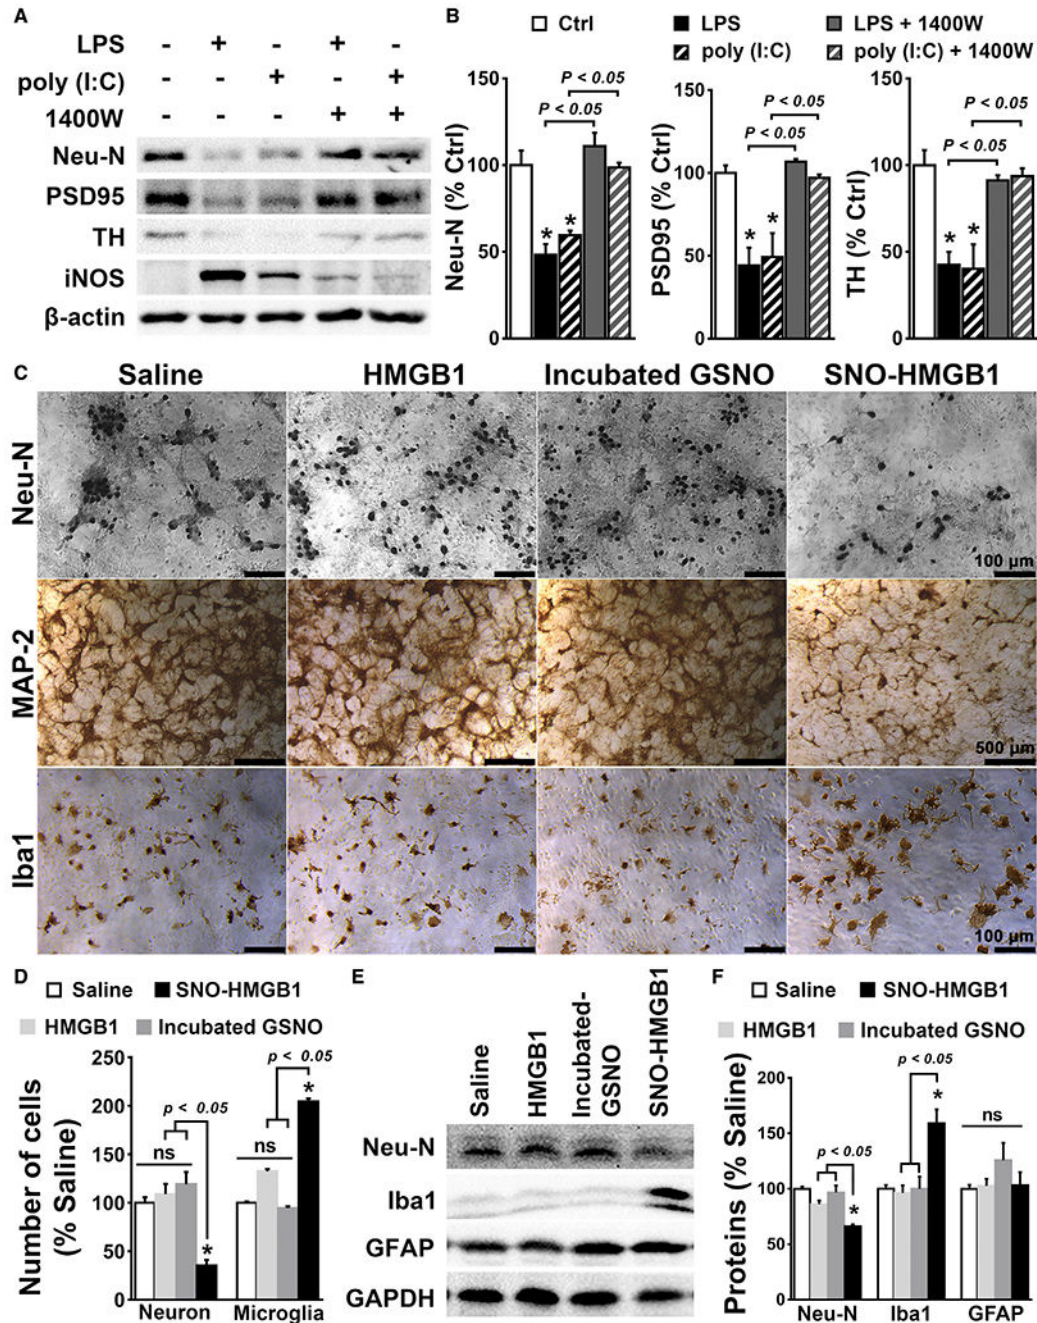 A
LPS - + - + -
poly (I:C) - - + - +
1400W - - - + +
Neu-N
PSD95
TH
iNOS
β-actin
B
Ctrl LPS LPS + 1400W
poly (I:C) poly (I:C) + 1400W
Neu-N (% Ctrl)
150
100
50
0
P < 0.05
P < 0.05
* *
PSD95 (% Ctrl)
150
100
50
0
P < 0.05
P < 0.05
* *
TH (% Ctrl)
150
100
50
0
P < 0.05
P < 0.05
* *
C
Saline HMGB1 Incubated GSNO SNO-HMGB1
Neu-N
100 µm
MAP-2
500 µm
Iba1
100 µm
D
Saline SNO-HMGB1
HMGB1 Incubated GSNO
Number of cells
(% Saline)
250
200
150
100
50
0
p < 0.05
p < 0.05
ns
ns
*
*
Neuron Microglia
E
Saline
HMGB1
Incubated-
GSNO
SNO-HMGB1
Neu-N
Iba1
GFAP
GAPDH
F
Saline SNO-HMGB1
HMGB1 Incubated GSNO
Proteins (% Saline)
200
150
100
50
0
p < 0.05
p < 0.05
ns
*
*
Neu-N Iba1 GFAP